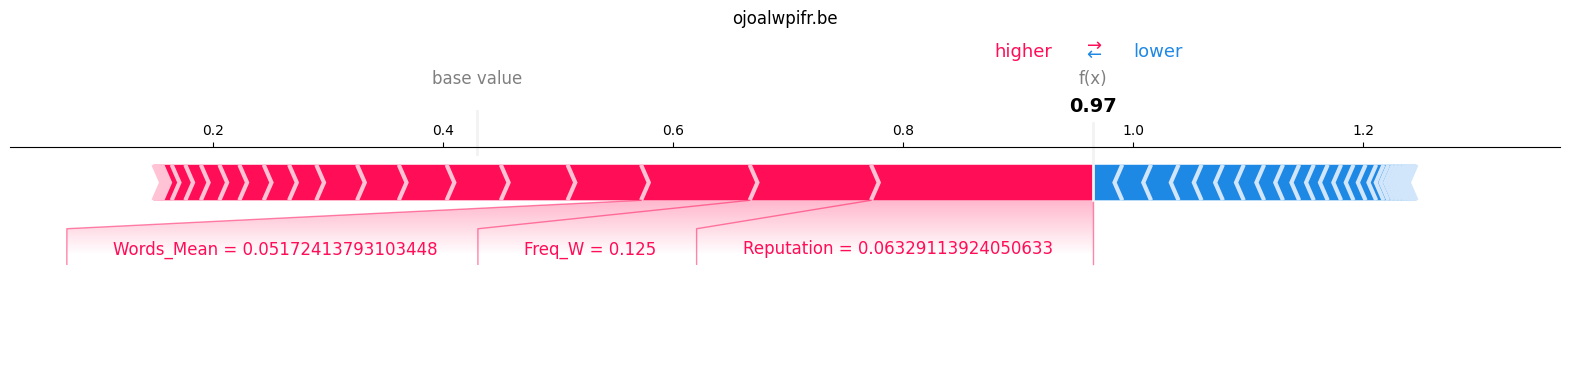 ojoalwpifr.be
higher ⇄ lower
base value f(x)
0.97
0.2 0.4 0.6 0.8 1.0 1.2
Words_Mean = 0.05172413793103448 Freq_W = 0.125 Reputation = 0.06329113924050633